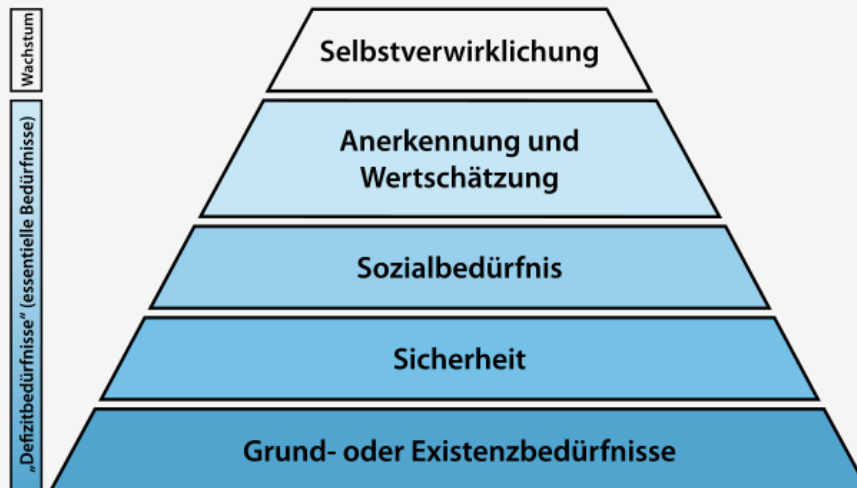 Wachstum
Selbstverwirklichung
„Defizitbedürfnisse“ (essentielle Bedürfnisse)
Anerkennung und
Wertschätzung
Sozialbedürfnis
Sicherheit
Grund- oder Existenzbedürfnisse